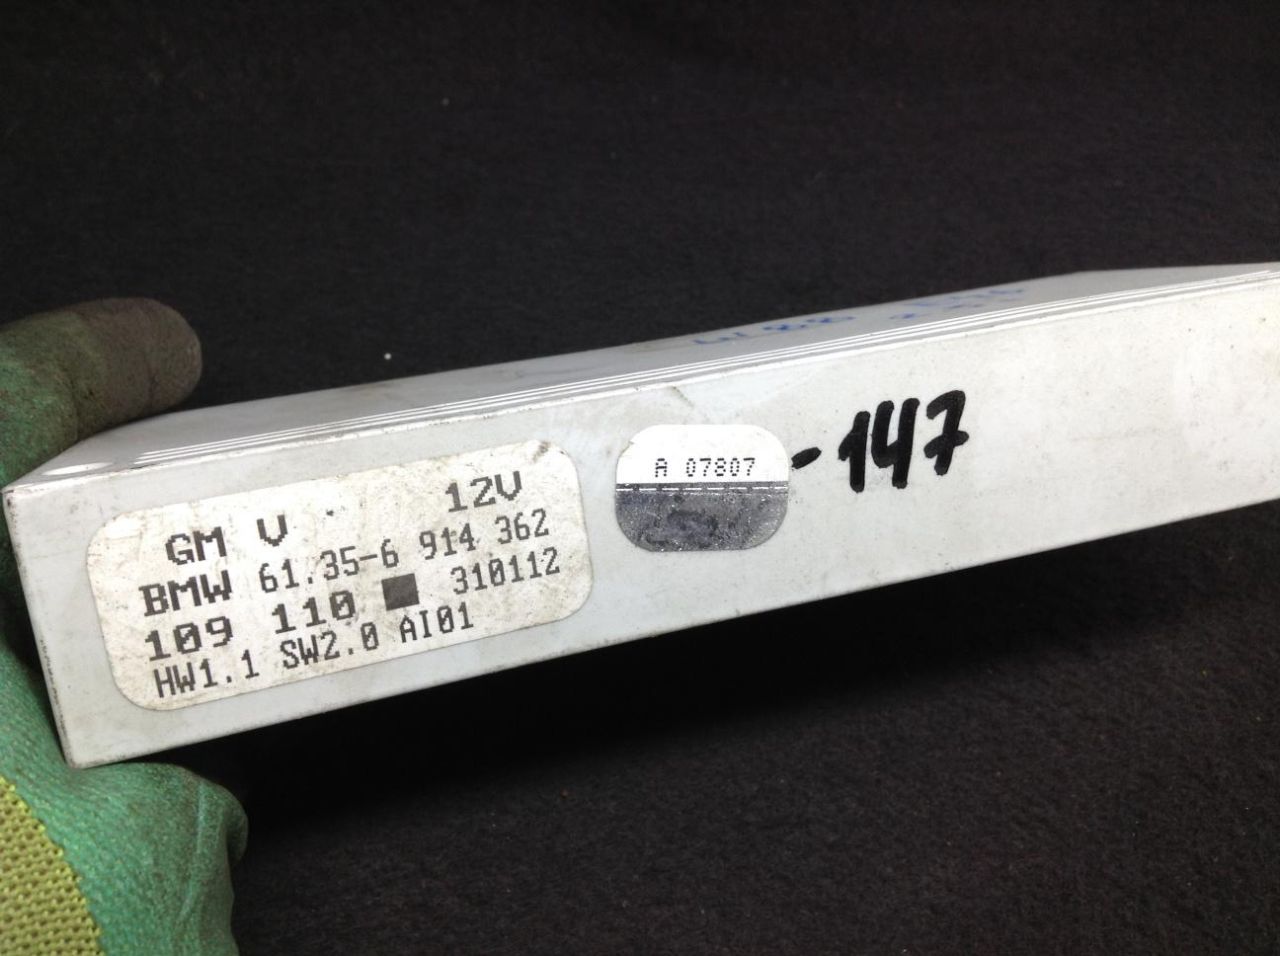 GM V 12V
BMW 61.35-6 914 362
109 110 310112
HW1.1 SW2.0 AI01
A 07807
-147